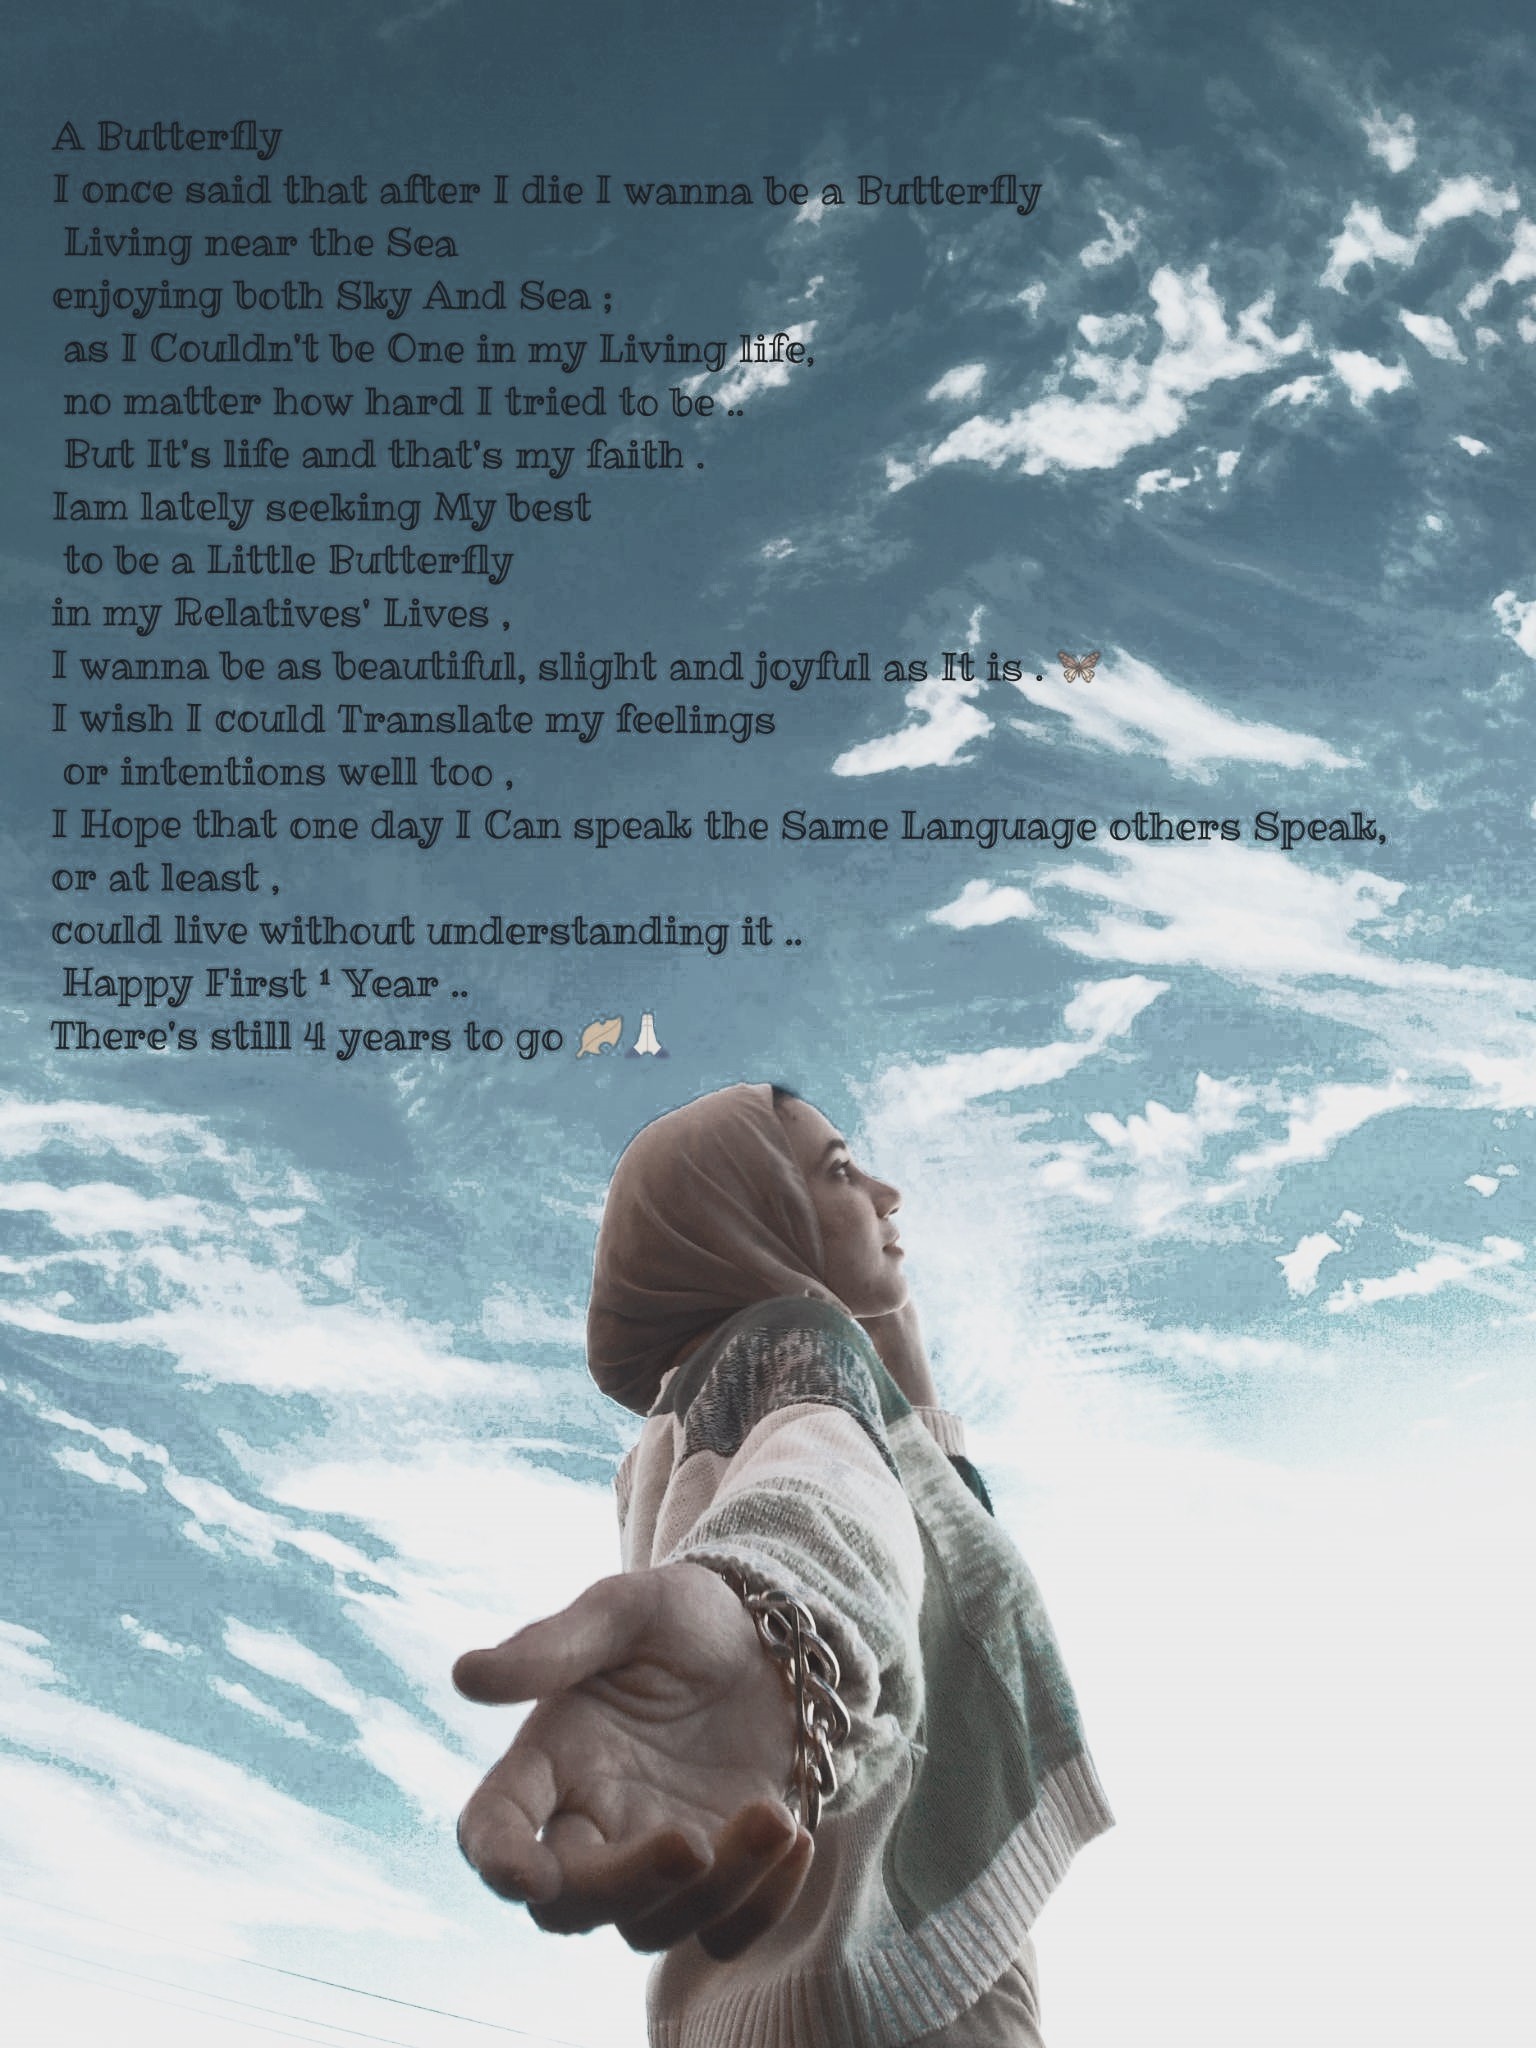 A Butterfly
I once said that after I die I wanna be a Butterfly
Living near the Sea
enjoying both Sky And Sea ;
as I Couldn't be One in my Living life,
no matter how hard I tried to be ..
But It's life and that's my faith .
Iam lately seeking My best
to be a Little Butterfly
in my Relatives' Lives ,
I wanna be as beautiful, slight and joyful as It is . 🦋
I wish I could Translate my feelings
or intentions well too ,
I Hope that one day I Can speak the Same Language others Speak,
or at least ,
could live without understanding it ..
Happy First ¹ Year ..
There's still 4 years to go 🍂🙏🏻